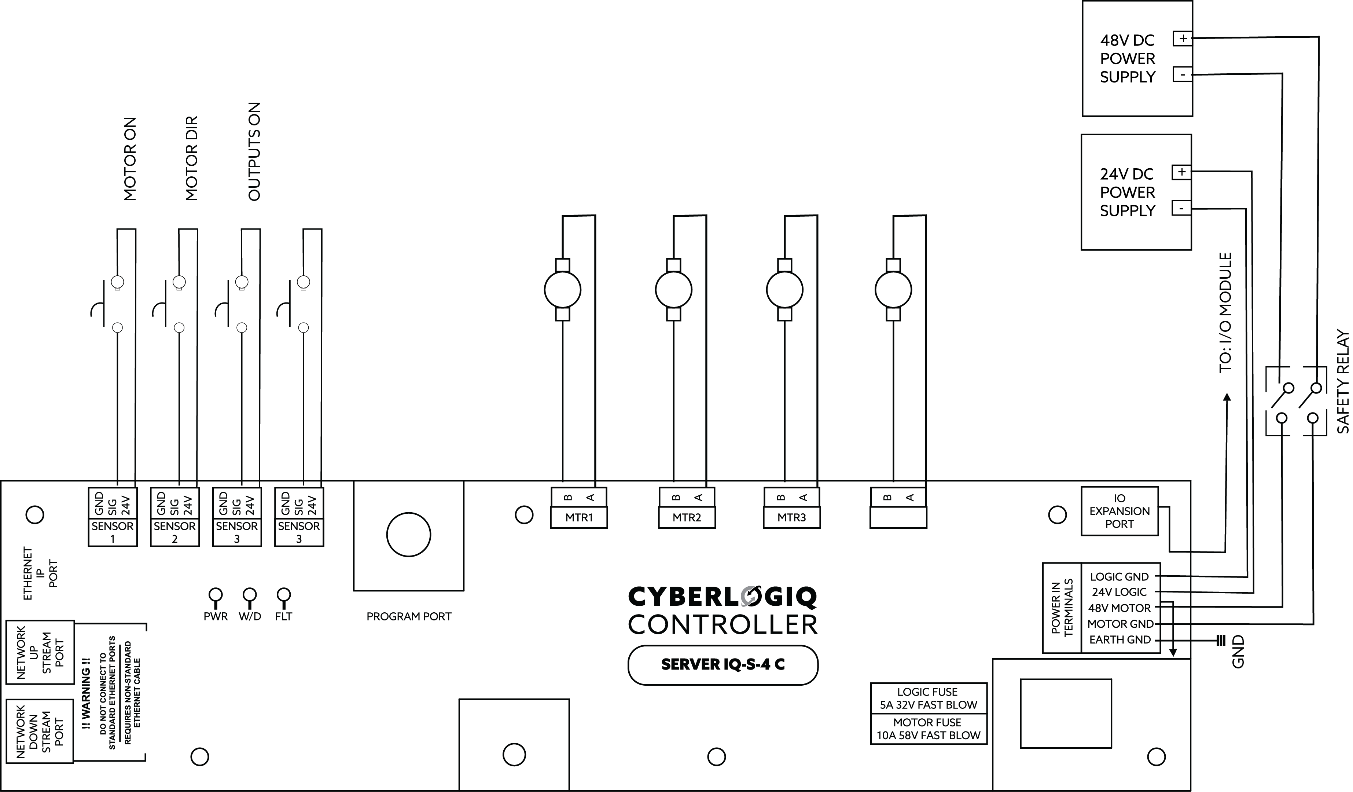 48V DC
POWER
SUPPLY
+
-
24V DC
POWER
SUPPLY
+
-
MOTOR ON
MOTOR DIR
OUTPUTS ON
TO: I/O MODULE
SAFETY RELAY
GND
SIG
24V
SENSOR
1
GND
SIG
24V
SENSOR
2
GND
SIG
24V
SENSOR
3
GND
SIG
24V
SENSOR
3
B
A
MTR1
B
A
MTR2
B
A
MTR3
B
A
IO
EXPANSION
PORT
ETHERNET
IP
PORT
PWR
W/D
FLT
PROGRAM PORT
CYBERLOGIQ
CONTROLLER
SERVER IQ-S-4 C
POWER IN
TERMINALS
LOGIC GND
24V LOGIC
48V MOTOR
MOTOR GND
EARTH GND
GND
NETWORK
UP
STREAM
PORT
NETWORK
DOWN
STREAM
PORT
!! WARNING !!
DO NOT CONNECT TO
STANDARD ETHERNET PORTS
REQUIRES NON-STANDARD
ETHERNET CABLE
LOGIC FUSE
5A 32V FAST BLOW
MOTOR FUSE
10A 58V FAST BLOW